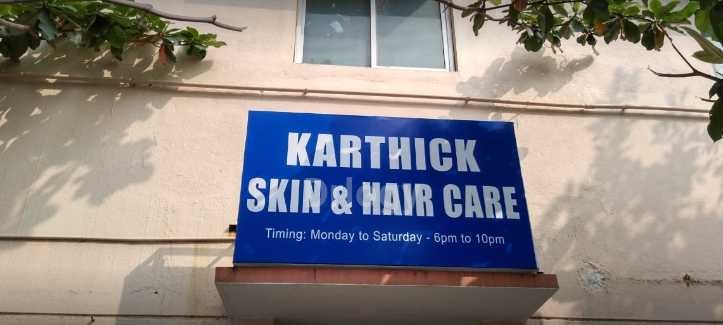 KARTHICK
SKIN & HAIR CARE
Timing: Monday to Saturday - 6pm to 10pm